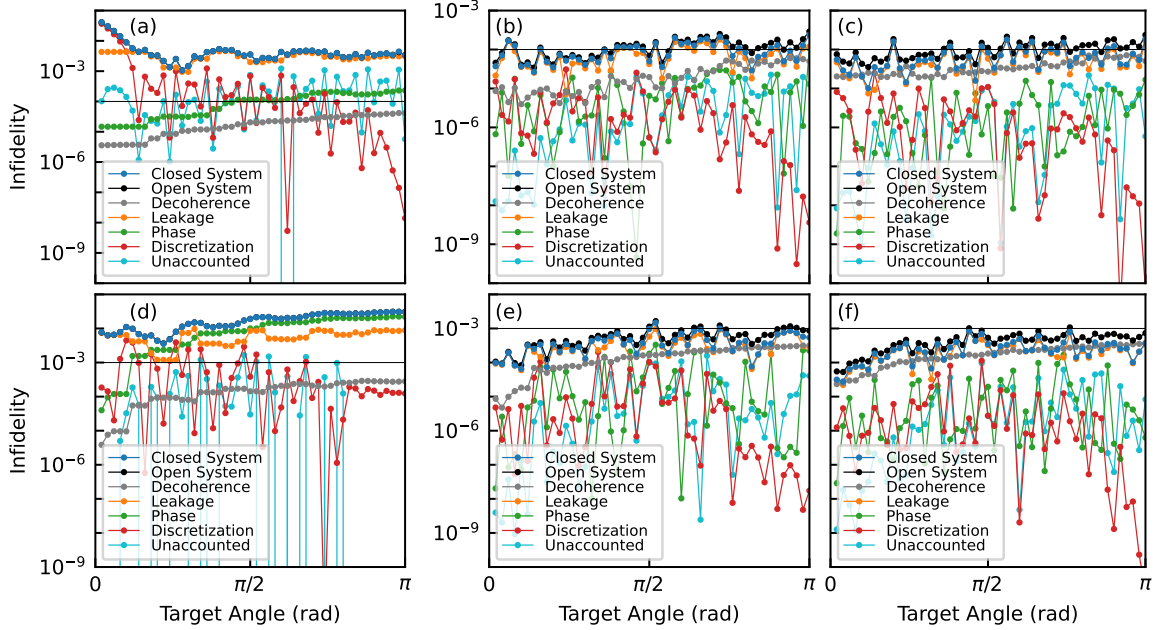 10⁻³
(a)
(b)
(c)
10⁻³
10⁻⁶
10⁻⁹
Infidelity
10⁻⁶
10⁻⁹
Closed System
Open System
Decoherence
Leakage
Phase
Discretization
Unaccounted
Closed System
Open System
Decoherence
Leakage
Phase
Discretization
Unaccounted
Closed System
Open System
Decoherence
Leakage
Phase
Discretization
Unaccounted
(d)
(e)
(f)
10⁻³
10⁻⁶
10⁻⁹
Infidelity
10⁻³
10⁻⁶
10⁻⁹
Closed System
Open System
Decoherence
Leakage
Phase
Discretization
Unaccounted
Closed System
Open System
Decoherence
Leakage
Phase
Discretization
Unaccounted
Closed System
Open System
Decoherence
Leakage
Phase
Discretization
Unaccounted
0 π/2 π
0 π/2 π
0 π/2 π
Target Angle (rad)
Target Angle (rad)
Target Angle (rad)